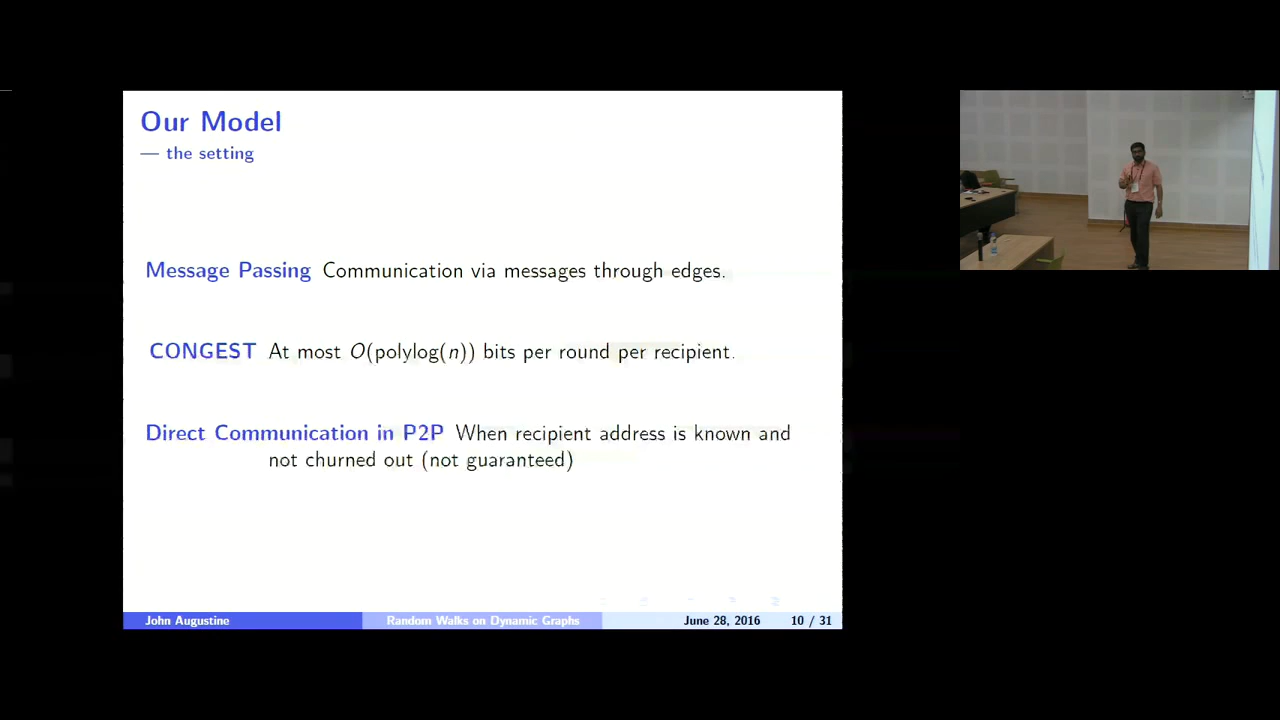 Our Model
— the setting
Message Passing Communication via messages through edges.
CONGEST At most O(polylog(n)) bits per round per recipient.
Direct Communication in P2P When recipient address is known and
not churned out (not guaranteed)
John Augustine Random Walks on Dynamic Graphs June 28, 2016 10 / 31